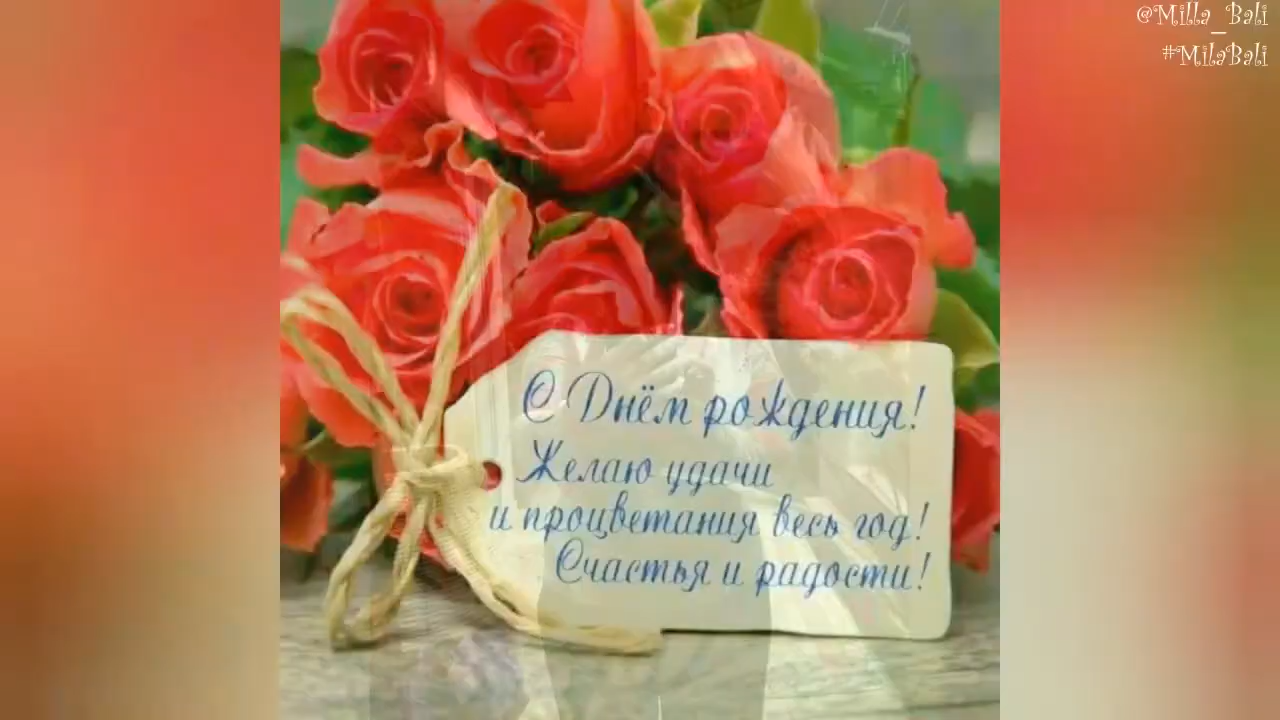 @Milla_Bali
#MilaBali
С Днём рождения!
Желаю удачи
и процветания весь год!
Счастья и радости!